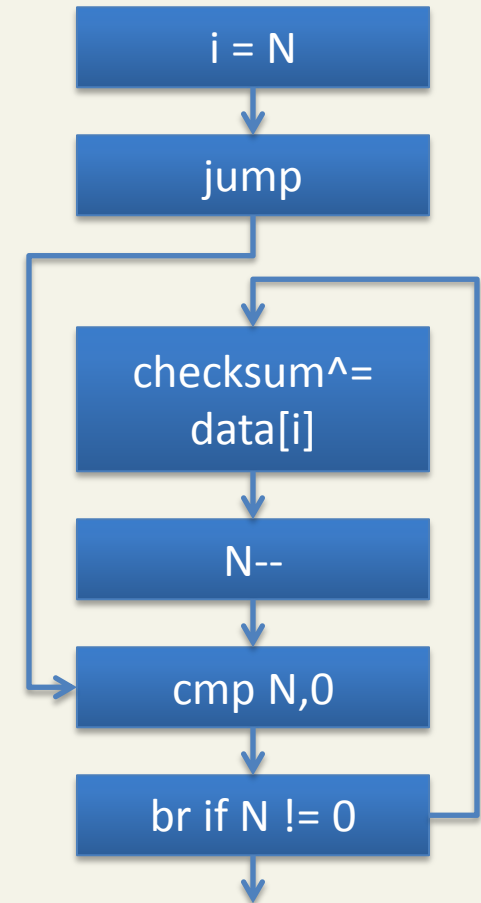 i = N
jump
checksum^=
data[i]
N--
cmp N,0
br if N != 0